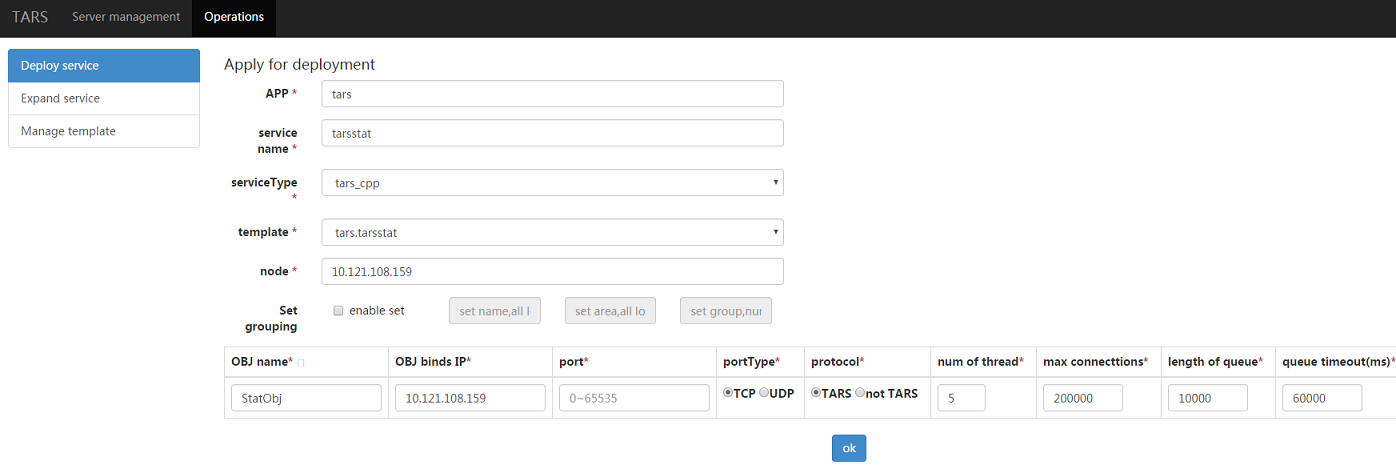 TARS Server management Operations
Deploy service
Expand service
Manage template
Apply for deployment
APP * tars
service name * tarsstat
serviceType * tars_cpp
template * tars.tarsstat
node * 10.121.108.159
Set grouping enable set set name,all l set area,all lo set group,nur
OBJ name* OBJ binds IP* port* portType* protocol* num of thread* max connecttions* length of queue* queue timeout(ms)*
StatObj 10.121.108.159 0~65535 TCP UDP TARS not TARS 5 200000 10000 60000
ok